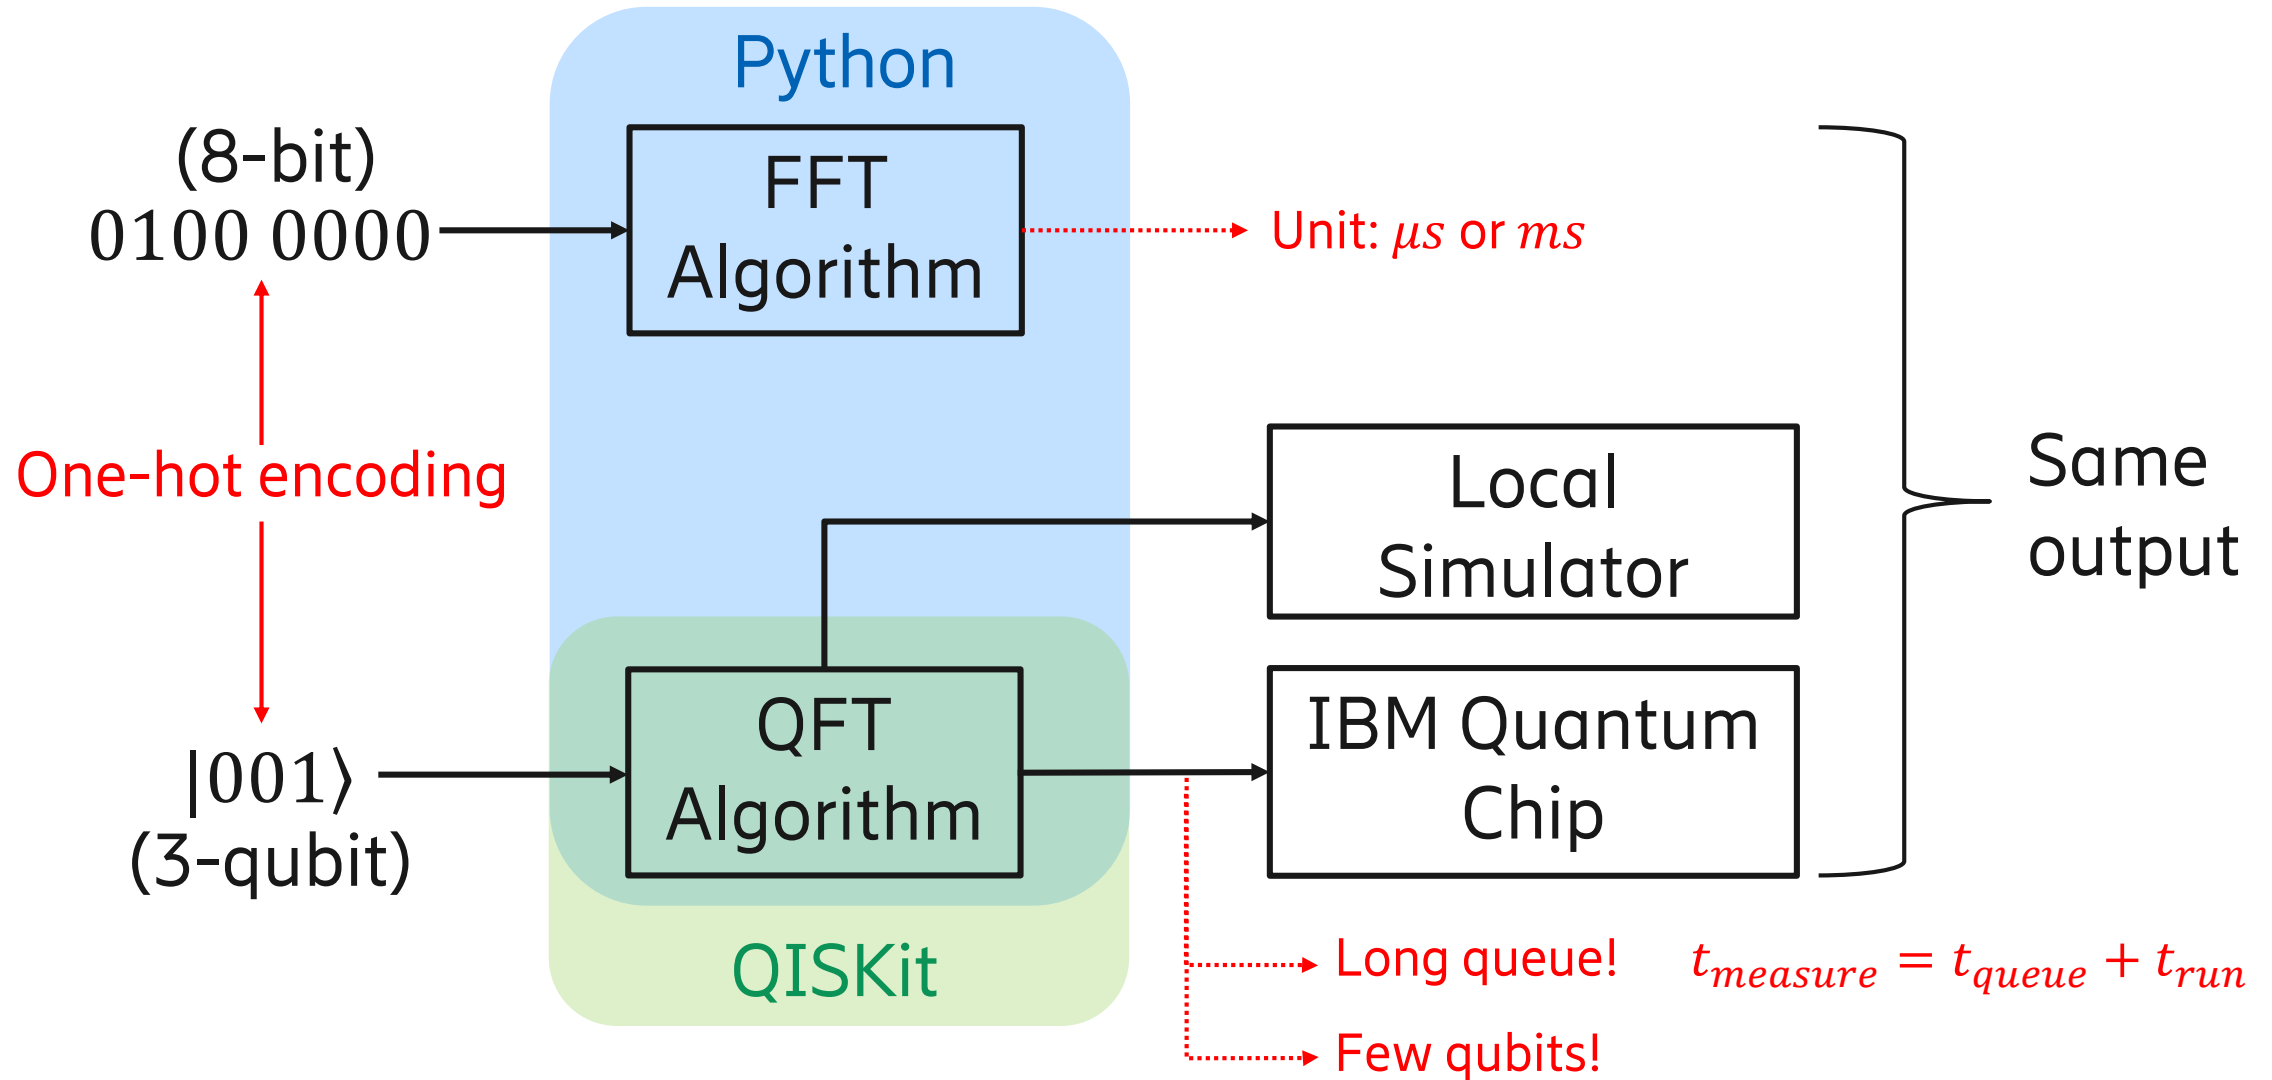 Python
(8-bit)
0100 0000
FFT
Algorithm
Unit: μs or ms
One-hot encoding
Local
Simulator
Same
output
|001⟩
(3-qubit)
QFT
Algorithm
IBM Quantum
Chip
QISKit
Long queue!
t_measure = t_queue + t_run
Few qubits!